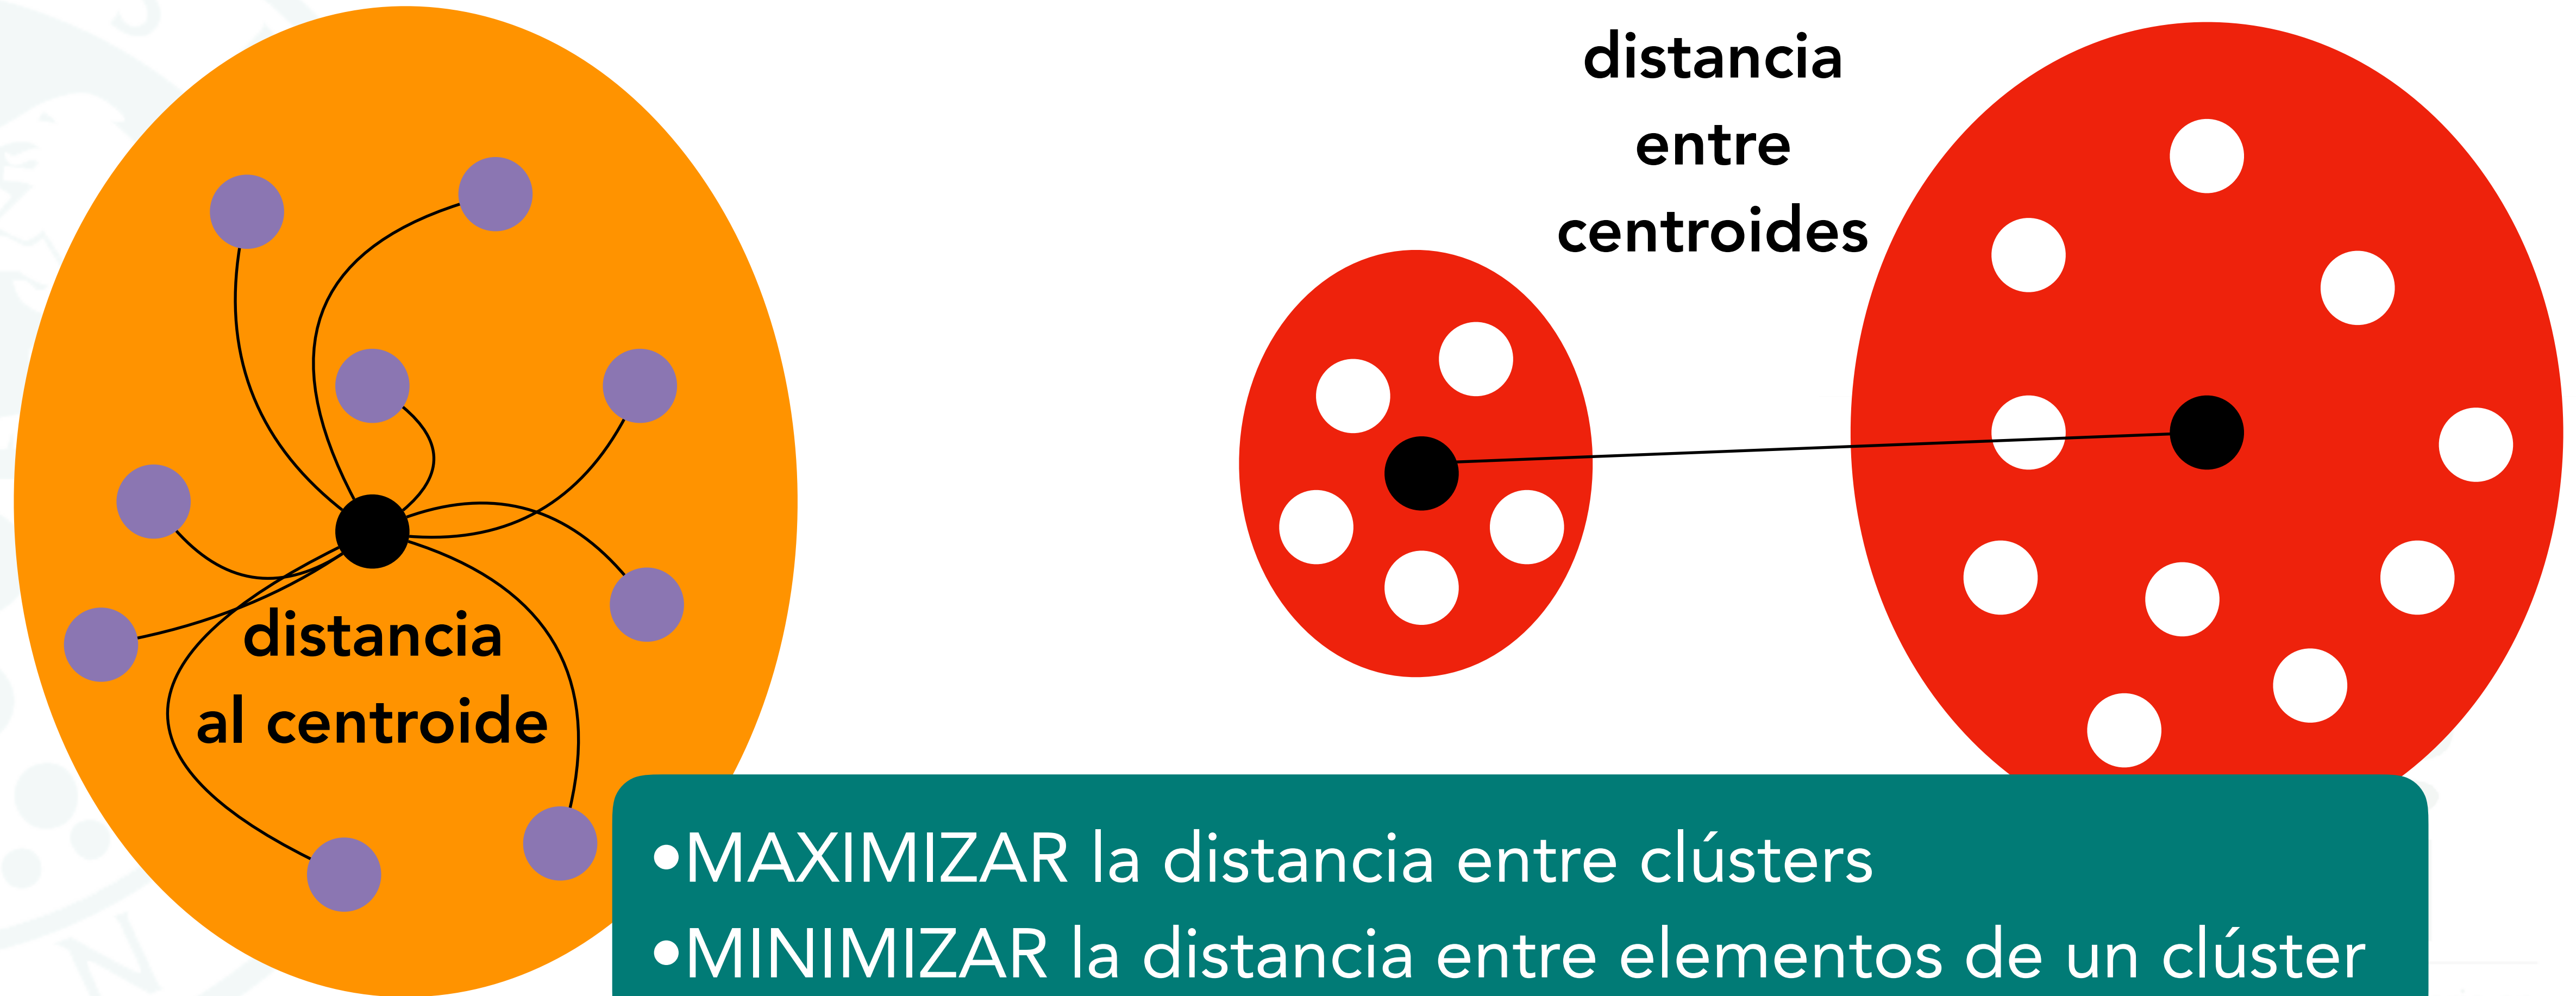 distancia
entre
centroides
distancia
al centroide
•MAXIMIZAR la distancia entre clústers
•MINIMIZAR la distancia entre elementos de un clúster